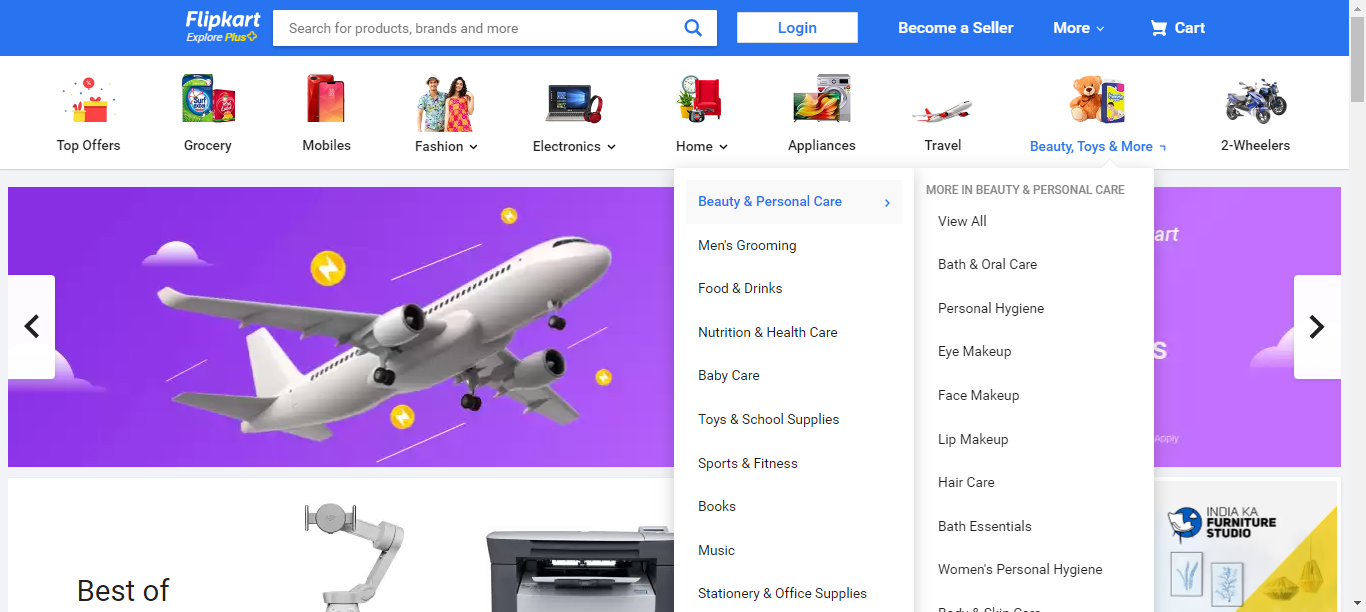 Flipkart
Explore Plus
Search for products, brands and more
Login
Become a Seller
More
Cart
Top Offers
Grocery
Mobiles
Fashion
Electronics
Home
Appliances
Travel
Beauty, Toys & More
2-Wheelers
Beauty & Personal Care
Men's Grooming
Food & Drinks
Nutrition & Health Care
Baby Care
Toys & School Supplies
Sports & Fitness
Books
Music
Stationery & Office Supplies
MORE IN BEAUTY & PERSONAL CARE
View All
Bath & Oral Care
Personal Hygiene
Eye Makeup
Face Makeup
Lip Makeup
Hair Care
Bath Essentials
Women's Personal Hygiene
Body & Skin Care
art
s
Apply
Best of
INDIA KA
FURNITURE
STUDIO